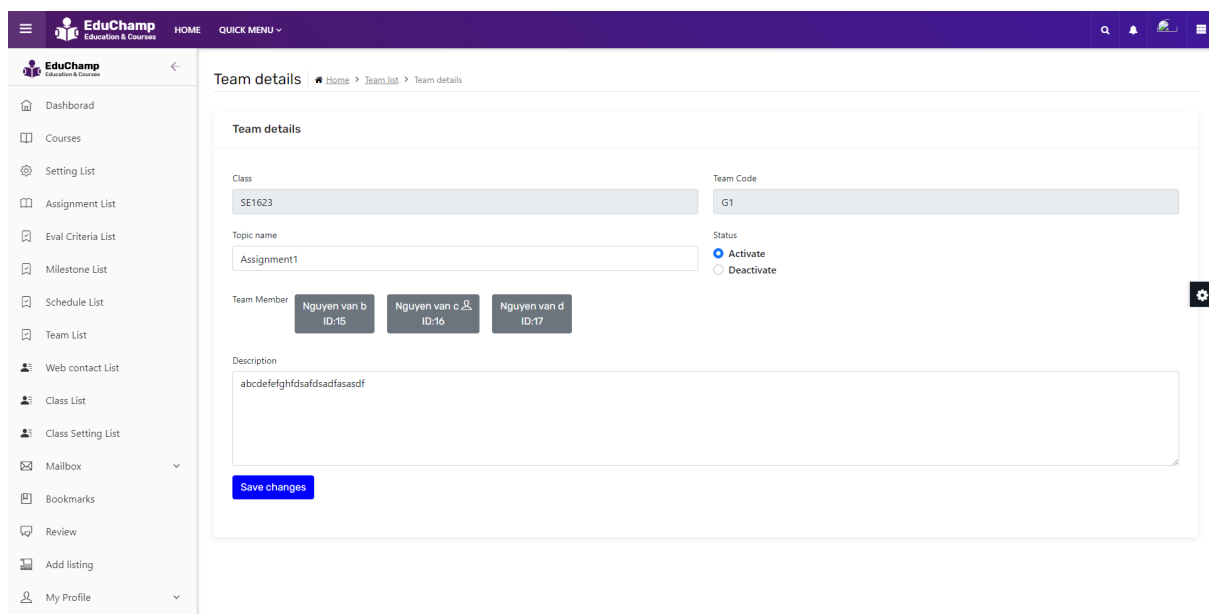 EduChamp
Education & Courses
HOME
QUICK MENU
EduChamp
Education & Courses
Team details
Home > Team list > Team details
Dashborad
Courses
Setting List
Assignment List
Eval Criteria List
Milestone List
Schedule List
Team List
Web contact List
Class List
Class Setting List
Mailbox
Bookmarks
Review
Add listing
My Profile
Team details
Class
SE1623
Team Code
G1
Topic name
Assignment1
Status
Activate
Deactivate
Team Member
Nguyen van b
ID:15
Nguyen van c
ID:16
Nguyen van d
ID:17
Description
abcdefefghfdsafdsadfasasdf
Save changes